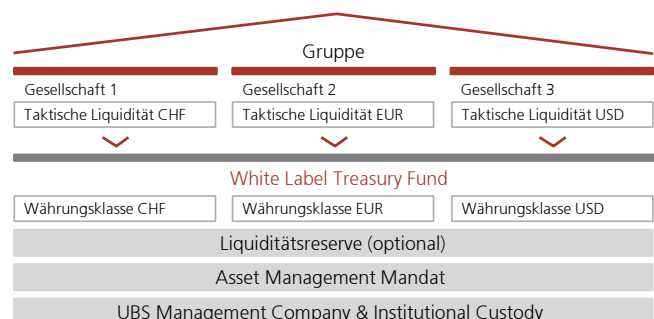 Gruppe
Gesellschaft 1 Gesellschaft 2 Gesellschaft 3
Taktische Liquidität CHF Taktische Liquidität EUR Taktische Liquidität USD
White Label Treasury Fund
Währungsklasse CHF Währungsklasse EUR Währungsklasse USD
Liquiditätsreserve (optional)
Asset Management Mandat
UBS Management Company & Institutional Custody